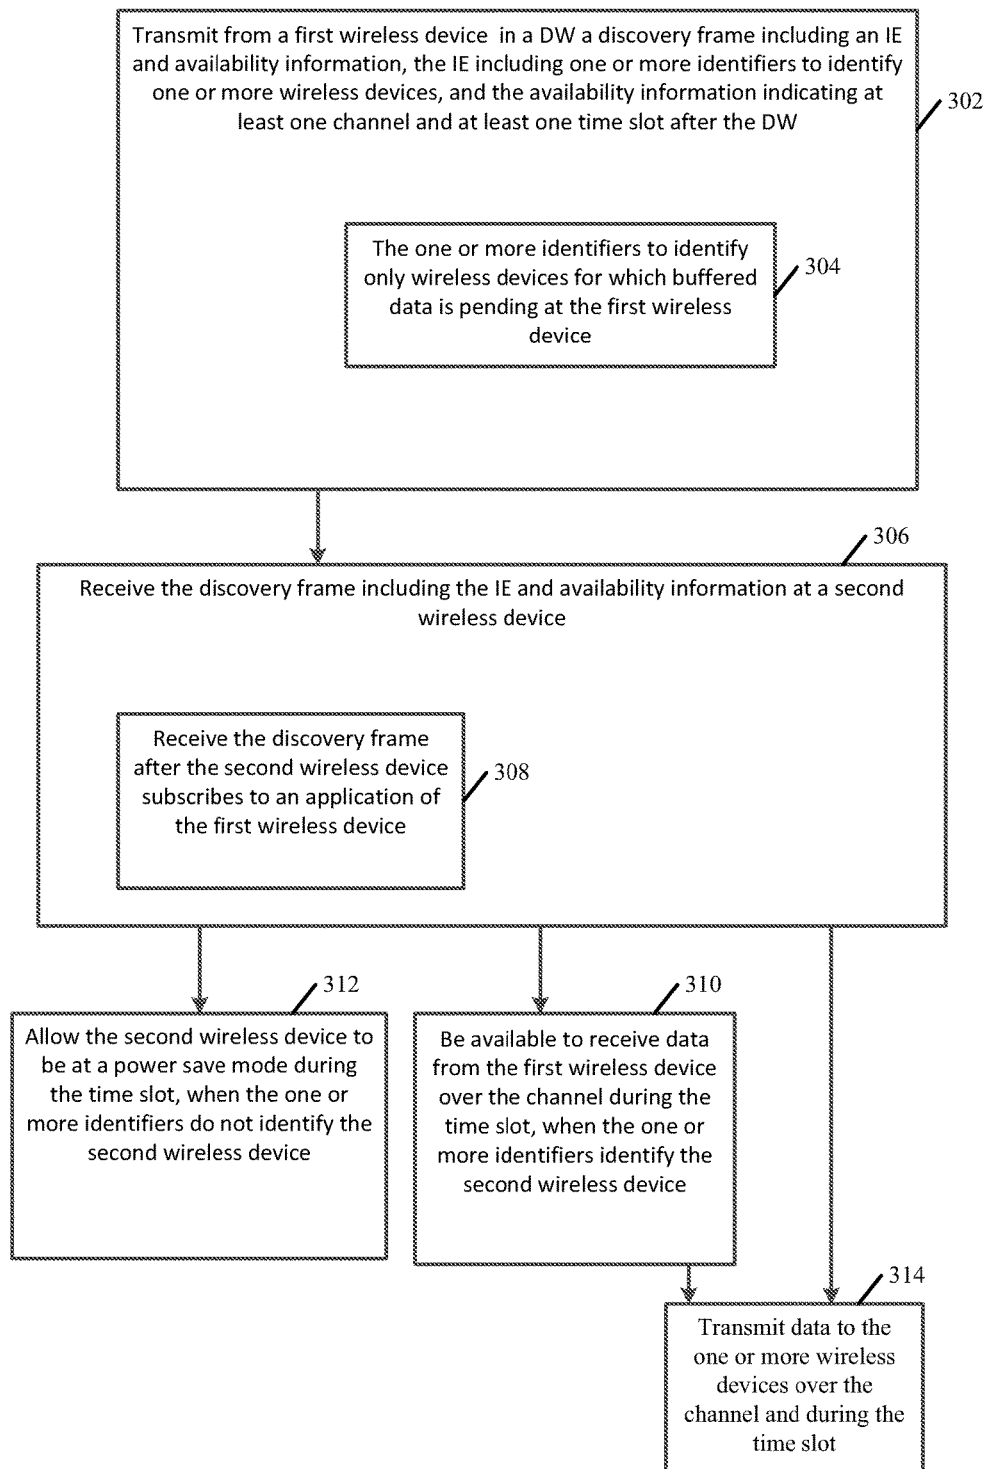 Transmit from a first wireless device in a DW a discovery frame including an IE
and availability information, the IE including one or more identifiers to identify
one or more wireless devices, and the availability information indicating at
least one channel and at least one time slot after the DW
302
The one or more identifiers to identify
only wireless devices for which buffered
data is pending at the first wireless
device
304
306
Receive the discovery frame including the IE and availability information at a second
wireless device
Receive the discovery frame
after the second wireless device
subscribes to an application of
the first wireless device
308
312
Allow the second wireless device to
be at a power save mode during
the time slot, when the one or
more identifiers do not identify the
second wireless device
310
Be available to receive data
from the first wireless device
over the channel during the
time slot, when the one or
more identifiers identify the
second wireless device
314
Transmit data to the
one or more wireless
devices over the
channel and during the
time slot